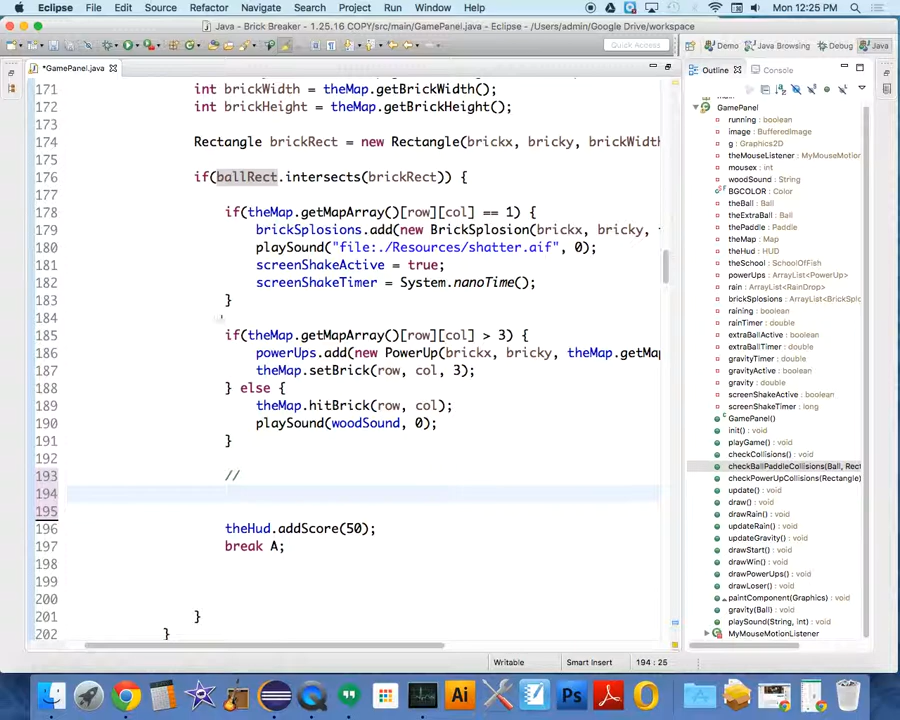 Eclipse File Edit Source Refactor Navigate Search Project Run Window Mon 12:25 PM
Java - Brick Breaker - 1.25.16 COPY/src/main/GamePanel.java - Eclipse - /Users/admin/Google Drive/workspace
Quick Access Demo Java Browsing Debug Java
*GamePanel.java
171 int brickWidth = theMap.getBrickWidth();
172 int brickHeight = theMap.getBrickHeight();
173
174 Rectangle brickRect = new Rectangle(brickx, bricky, brickWidth
175
176 if(ballRect.intersects(brickRect)) {
177
178 if(theMap.getMapArray()[row][col] == 1) {
179 brickSplosions.add(new BrickSplosion(brickx, bricky,
180 playSound("file:./Resources/shatter.aif", 0);
181 screenShakeActive = true;
182 screenShakeTimer = System.nanoTime();
183 }
184
185 if(theMap.getMapArray()[row][col] > 3) {
186 powerUps.add(new PowerUp(brickx, bricky, theMap.getMap
187 theMap.setBrick(row, col, 3);
188 } else {
189 theMap.hitBrick(row, col);
190 playSound(woodSound, 0);
191 }
192
193 //
194
195
196 theHud.addScore(50);
197 break A;
198
199
200
201 }
202 }
Writable Smart Insert 194 : 25
Outline Console
GamePanel
running : boolean
image : BufferedImage
g : Graphics2D
theMouseListener : MyMouseMotio
mousex : int
woodSound : String
BGCOLOR : Color
theBall : Ball
theExtraBall : Ball
thePaddle : Paddle
theMap : Map
theHud : HUD
theSchool : SchoolOfFish
powerUps : ArrayList<PowerUp>
rain : ArrayList<RainDrop>
brickSplosions : ArrayList<BrickSplo
raining : boolean
rainTimer : double
extraBallActive : boolean
extraBallTimer : double
gravityTimer : double
gravityActive : boolean
gravity : double
screenShakeActive : boolean
screenShakeTimer : long
GamePanel()
init() : void
playGame() : void
checkCollisions() : void
checkBallPaddleCollisions(Ball, Rect
checkPowerUpCollisions(Rectangle)
update() : void
draw() : void
drawRain() : void
updateRain() : void
updateGravity() : void
drawStart() : void
drawWin() : void
drawPowerUps() : void
drawLoser() : void
paintComponent(Graphics) : void
gravity(Ball) : void
playSound(String, int) : void
MyMouseMotionListener
Ai Ps